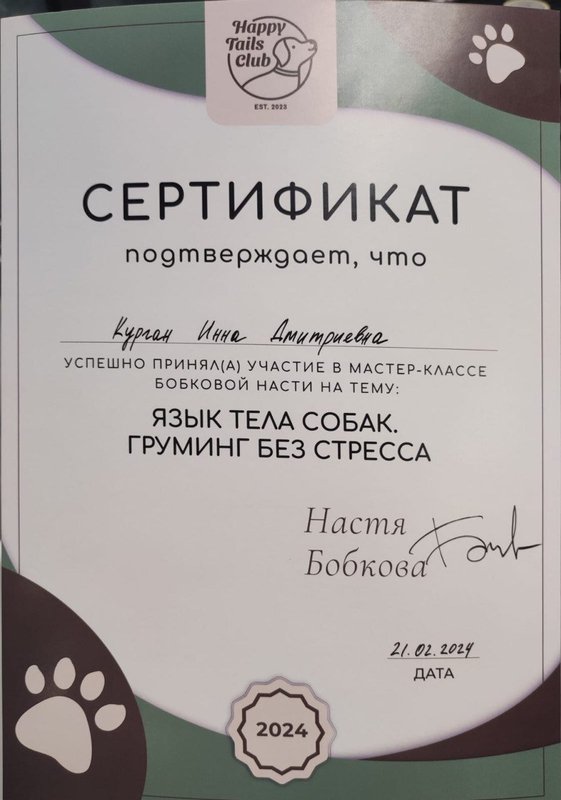 Happy
Tails
Club
EST. 2023
СЕРТИФИКАТ
подтверждает, что
Курган Инна Дмитриевна
УСПЕШНО ПРИНЯЛ(А) УЧАСТИЕ В МАСТЕР-КЛАССЕ
БОБКОВОЙ НАСТИ НА ТЕМУ:
ЯЗЫК ТЕЛА СОБАК.
ГРУМИНГ БЕЗ СТРЕССА
Настя
Бобкова
21.02.2024
ДАТА
2024